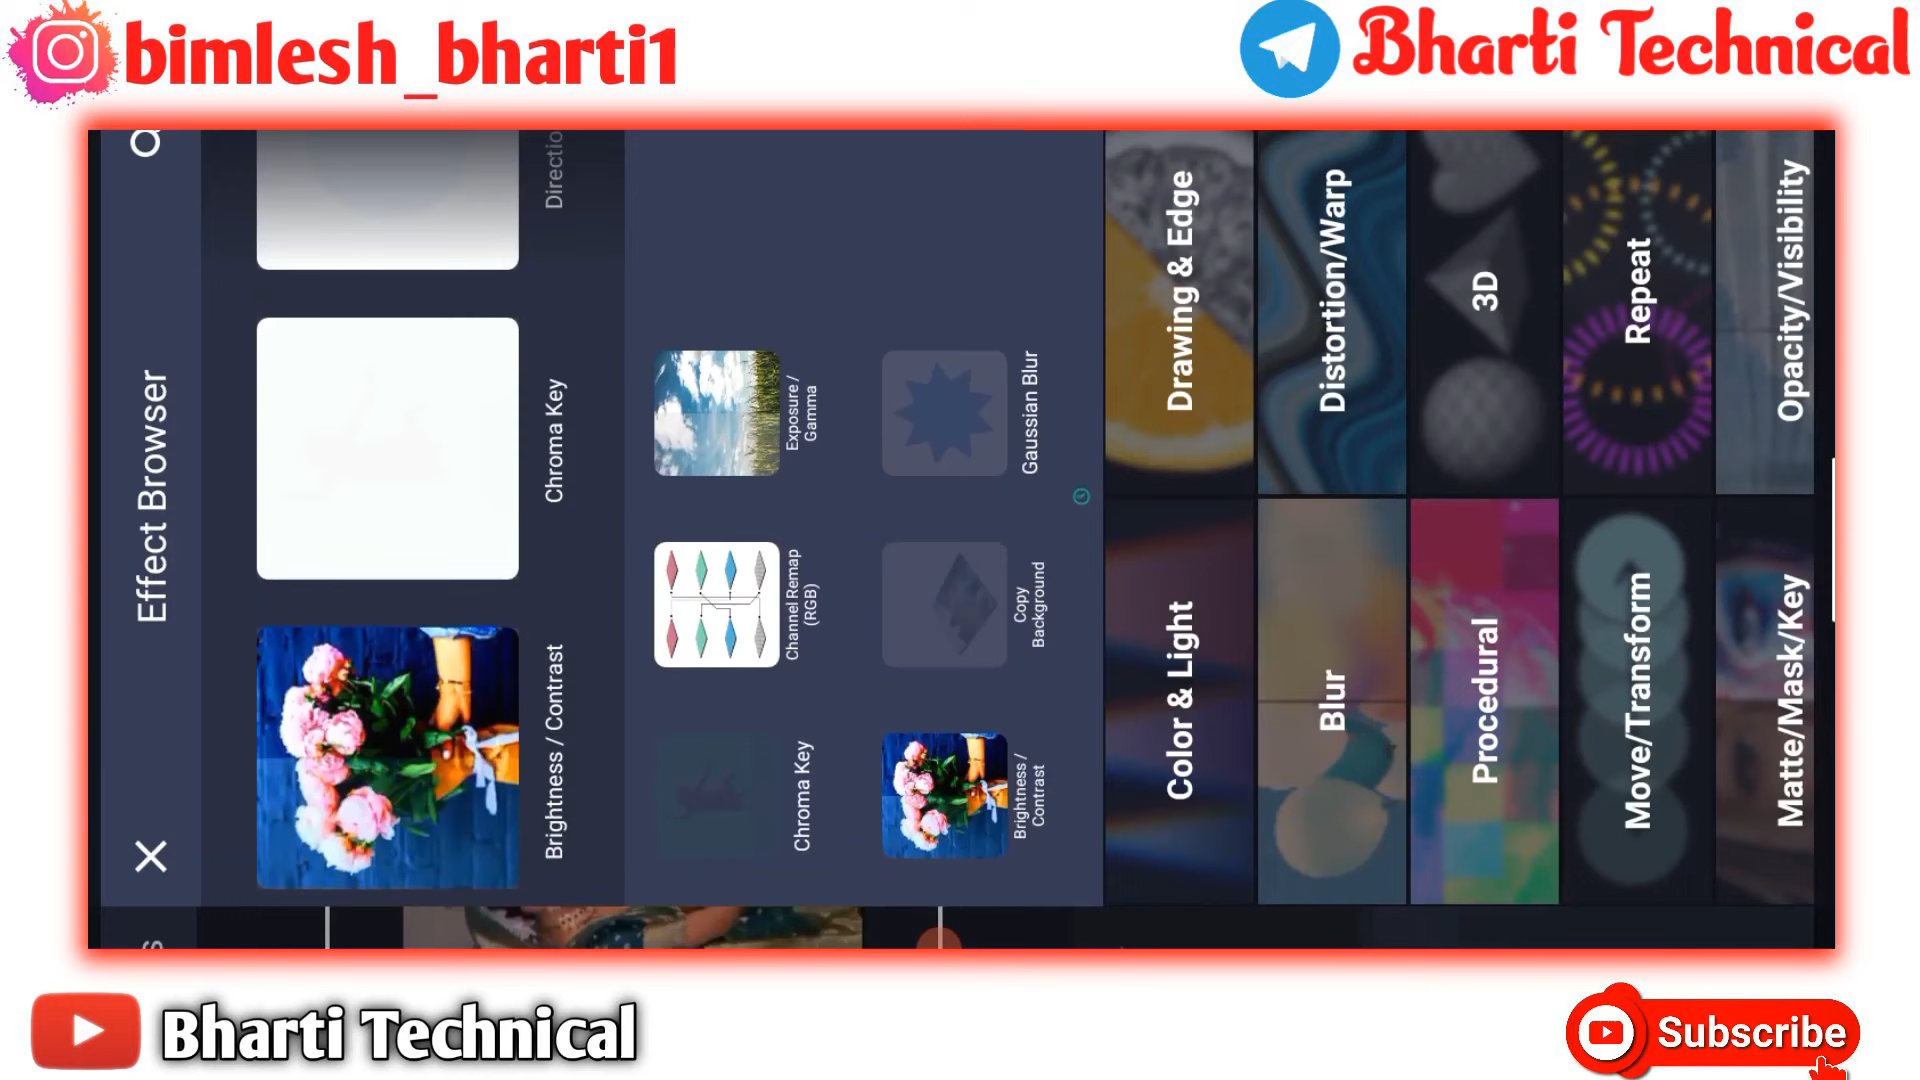 bimlesh_bharti1
Bharti Technical
Effect Browser
Brightness / Contrast
Chroma Key
Directio
Chroma Key
Channel Remap
(RGB)
Exposure /
Gamma
Brightness /
Contrast
Copy
Background
Gaussian Blur
Color & Light
Drawing & Edge
Blur
Distortion/Warp
Procedural
3D
Move/Transform
Repeat
Matte/Mask/Key
Opacity/Visibility
s
Bharti Technical
Subscribe